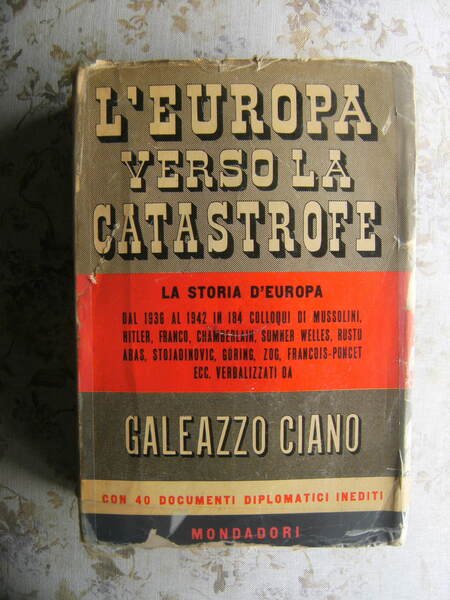 L'EUROPA
VERSO LA
CATASTROFE
LA STORIA D'EUROPA
DAL 1936 AL 1942 IN 184 COLLOQUI DI MUSSOLINI,
HITLER, FRANCO, CHAMBERLAIN, SUMNER WELLES, RUSTU
ARAS, STOJADINOVIC, GÖRING, ZOG, FRANCOIS-PONCET
ECC. VERBALIZZATI DA
GALEAZZO CIANO
CON 40 DOCUMENTI DIPLOMATICI INEDITI
MONDADORI